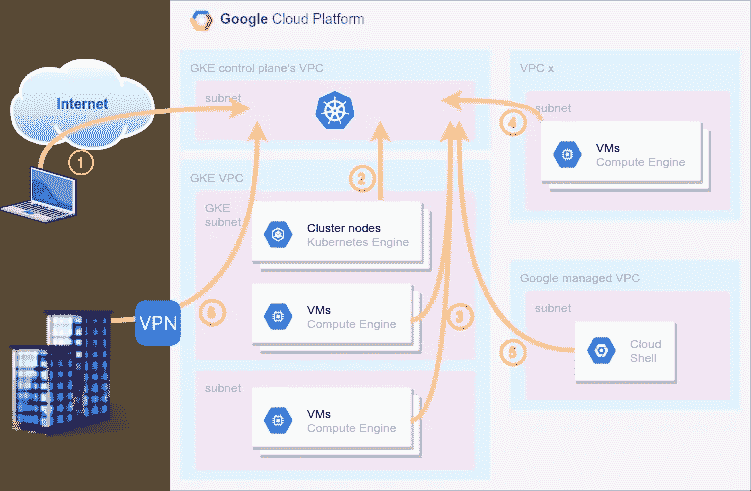 Google Cloud Platform
GKE control plane's VPC
subnet
Internet
1
VPC x
subnet
4
VMs
Compute Engine
GKE VPC
2
GKE
subnet
Cluster nodes
Kubernetes Engine
VMs
Compute Engine
3
6
VPN
Google managed VPC
subnet
Cloud
Shell
5
subnet
VMs
Compute Engine